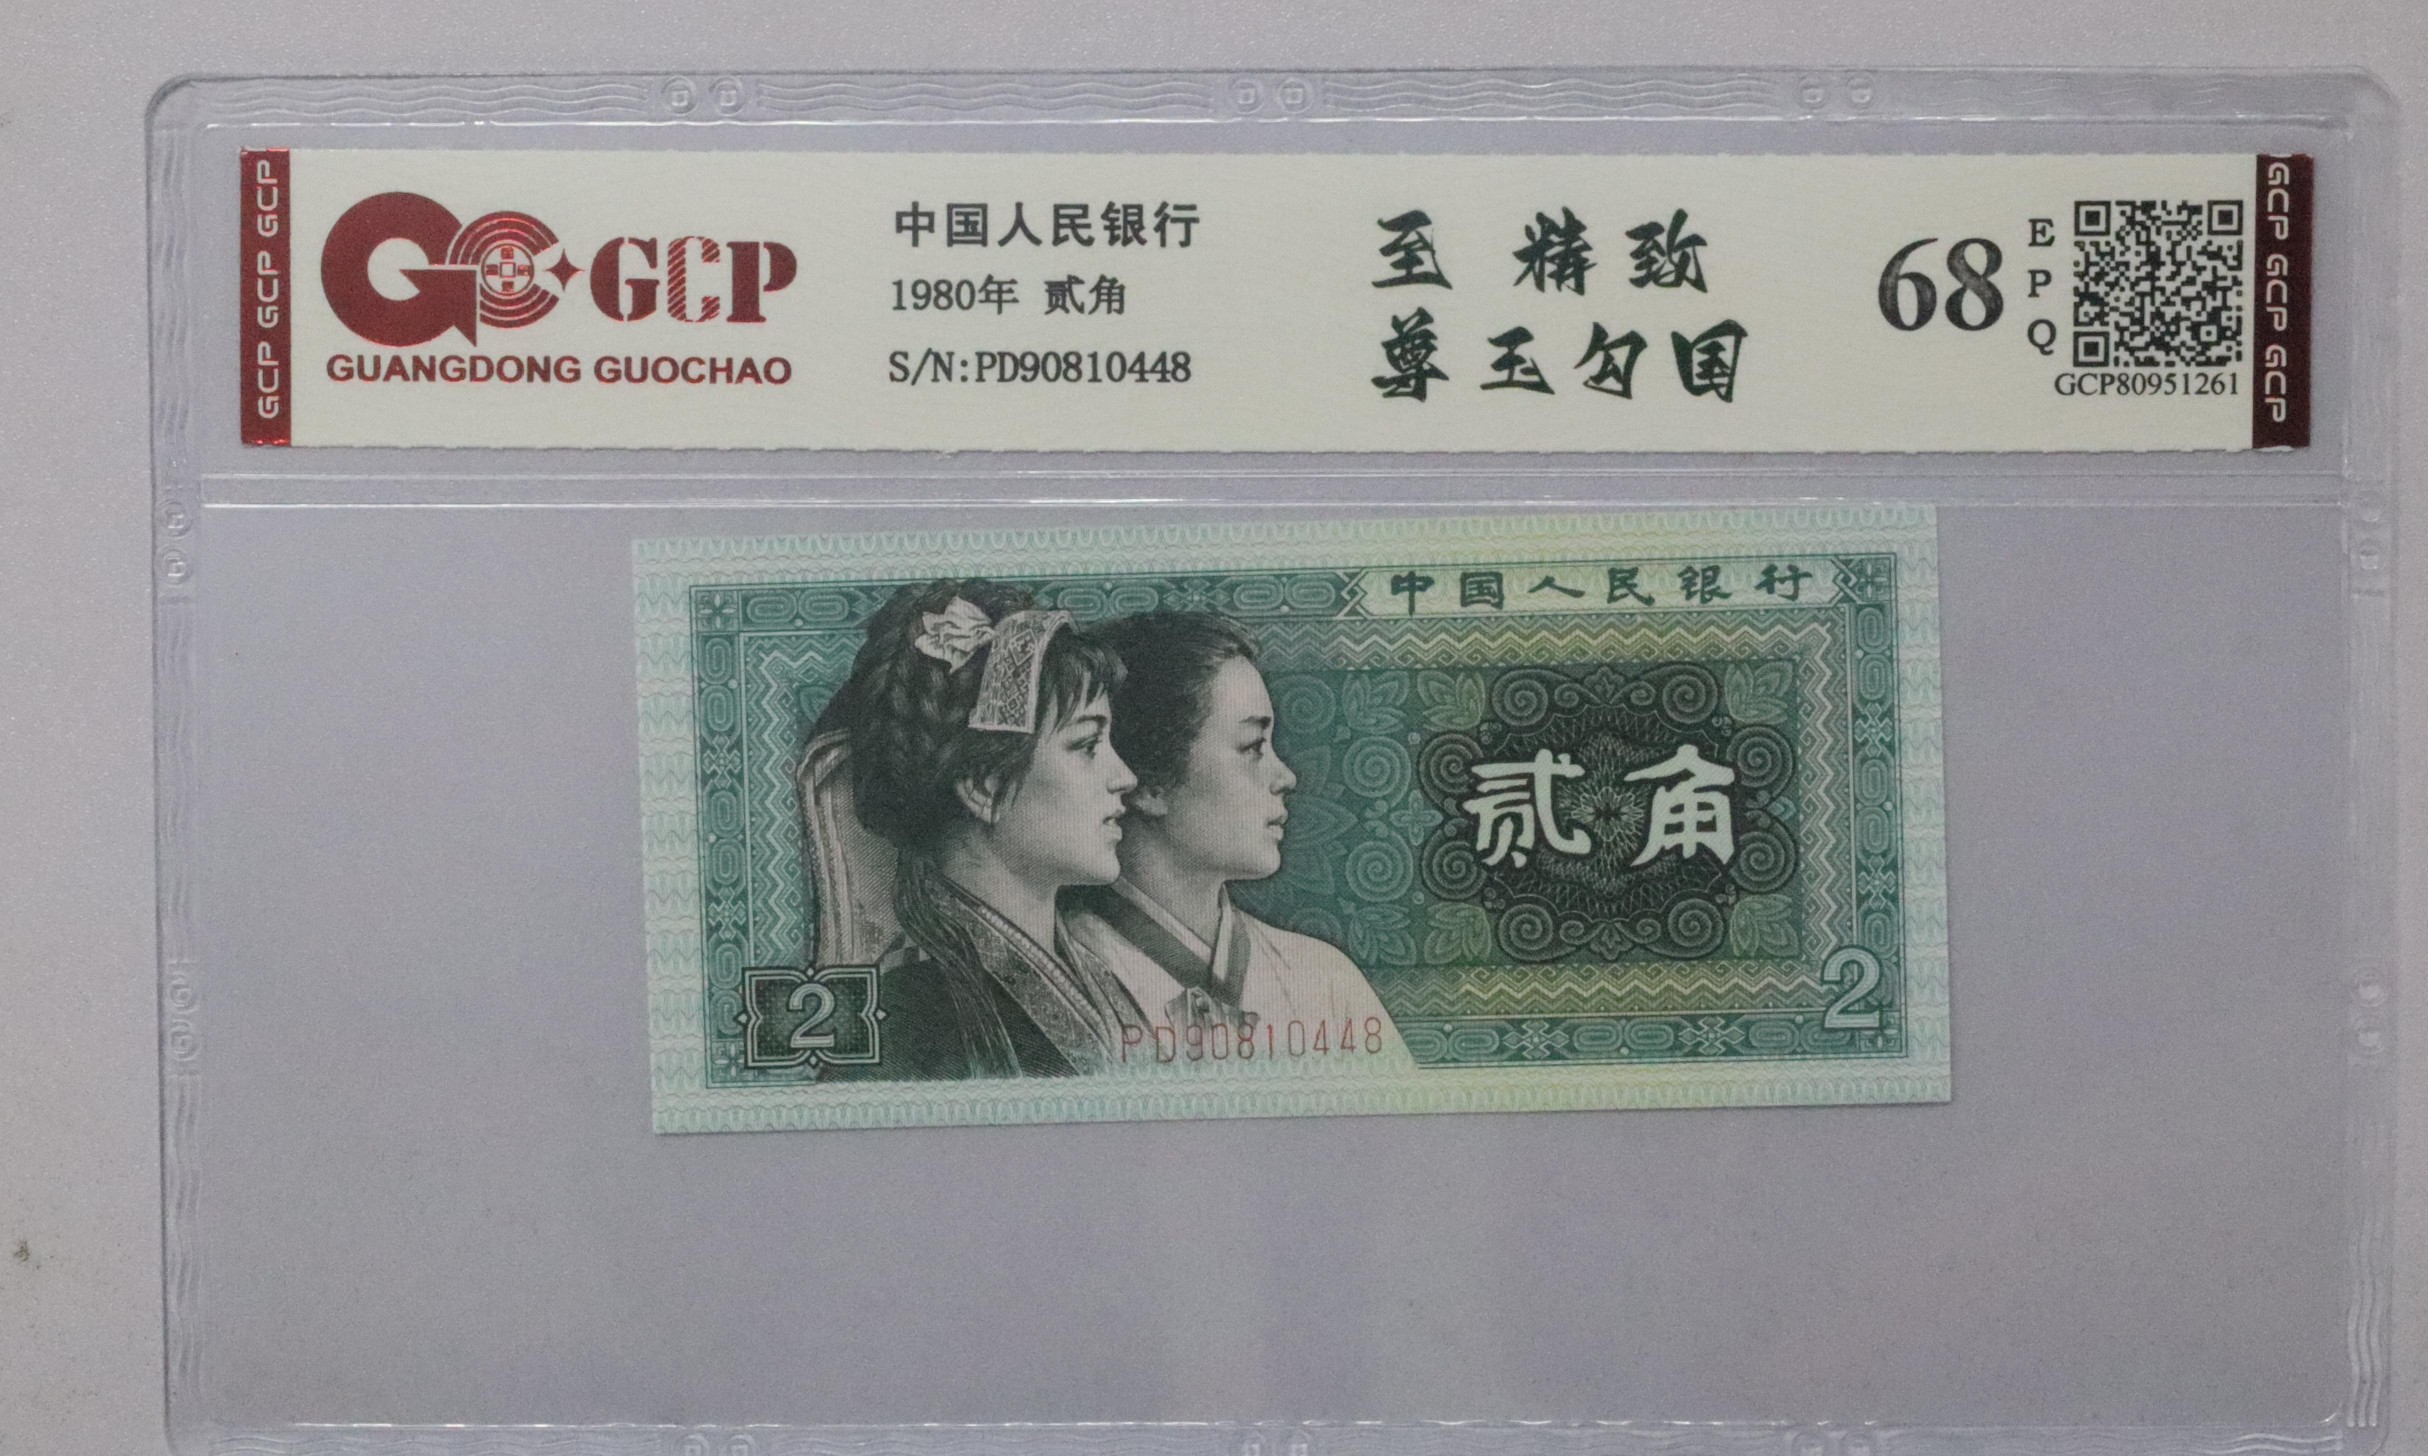 GCP GCP GCP
GCP
GUANGDONG GUOCHAO
中国人民银行
1980年 贰角
S/N:PD90810448
至 精致
尊 玉勾国
68
E
P
Q
GCP80951261
GCP GCP GCP
中国人民银行
贰角
2
2
PD90810448